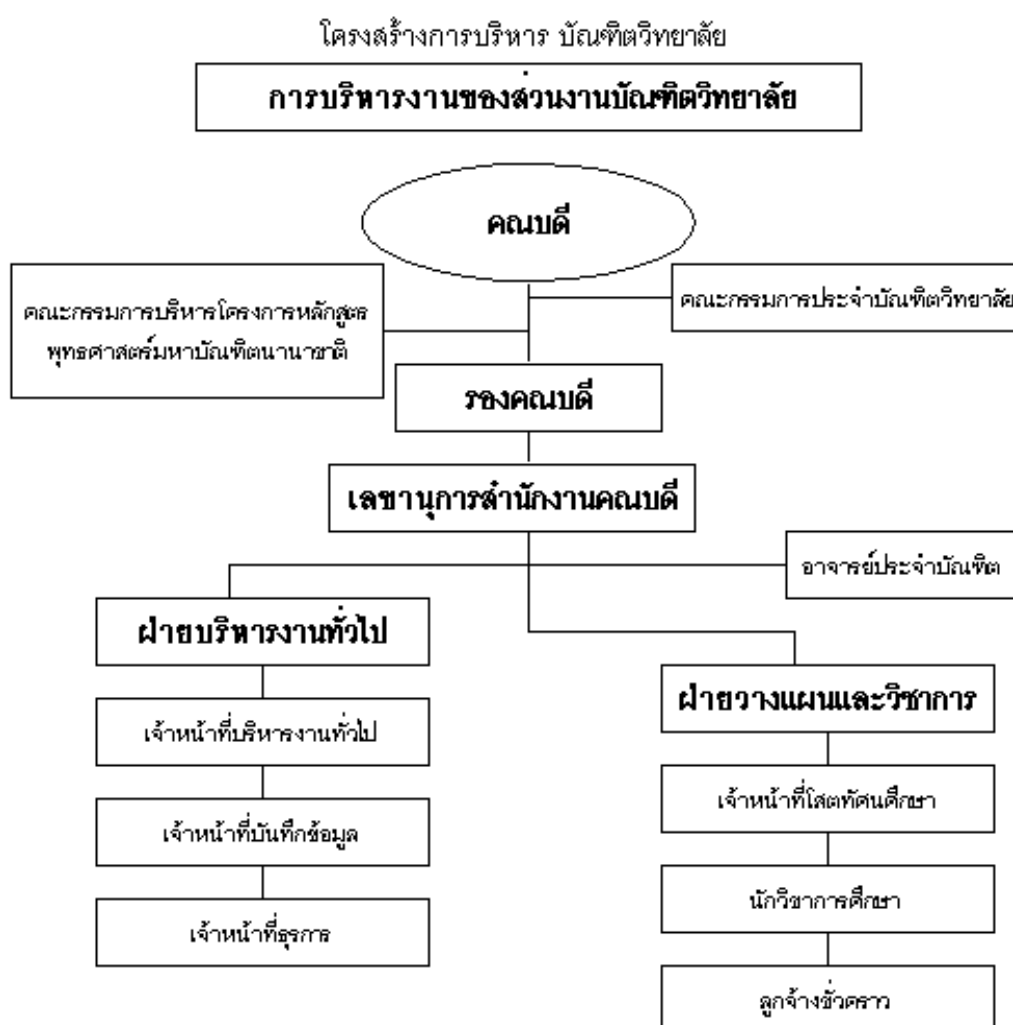 โครงสร้างการบริหาร บัณฑิตวิทยาลัย
การบริหารงานของส่วนงานบัณฑิตวิทยาลัย
คณบดี
คณะกรรมการบริหารโครงการหลักสูตร
พุทธศาสตร์มหาบัณฑิตนานาชาติ
คณะกรรมการประจำบัณฑิตวิทยาลัย
รองคณบดี
เลขานุการสำนักงานคณบดี
อาจารย์ประจำบัณฑิต
ฝ่ายบริหารงานทั่วไป
เจ้าหน้าที่บริหารงานทั่วไป
เจ้าหน้าที่บันทึกข้อมูล
เจ้าหน้าที่ธุรการ
ฝ่ายวางแผนและวิชาการ
เจ้าหน้าที่โสตทัศนศึกษา
นักวิชาการศึกษา
ลูกจ้างชั่วคราว